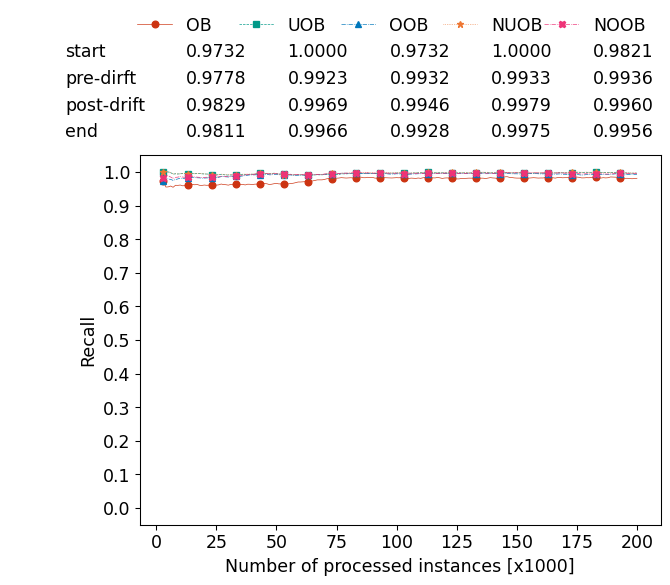 OB UOB OOB NUOB NOOB
start 0.9732 1.0000 0.9732 1.0000 0.9821
pre-dirft 0.9778 0.9923 0.9932 0.9933 0.9936
post-drift 0.9829 0.9969 0.9946 0.9979 0.9960
end 0.9811 0.9966 0.9928 0.9975 0.9956
1.0
0.9
0.8
0.7
0.6
0.5
0.4
0.3
0.2
0.1
0.0
Recall
0 25 50 75 100 125 150 175 200
Number of processed instances [x1000]